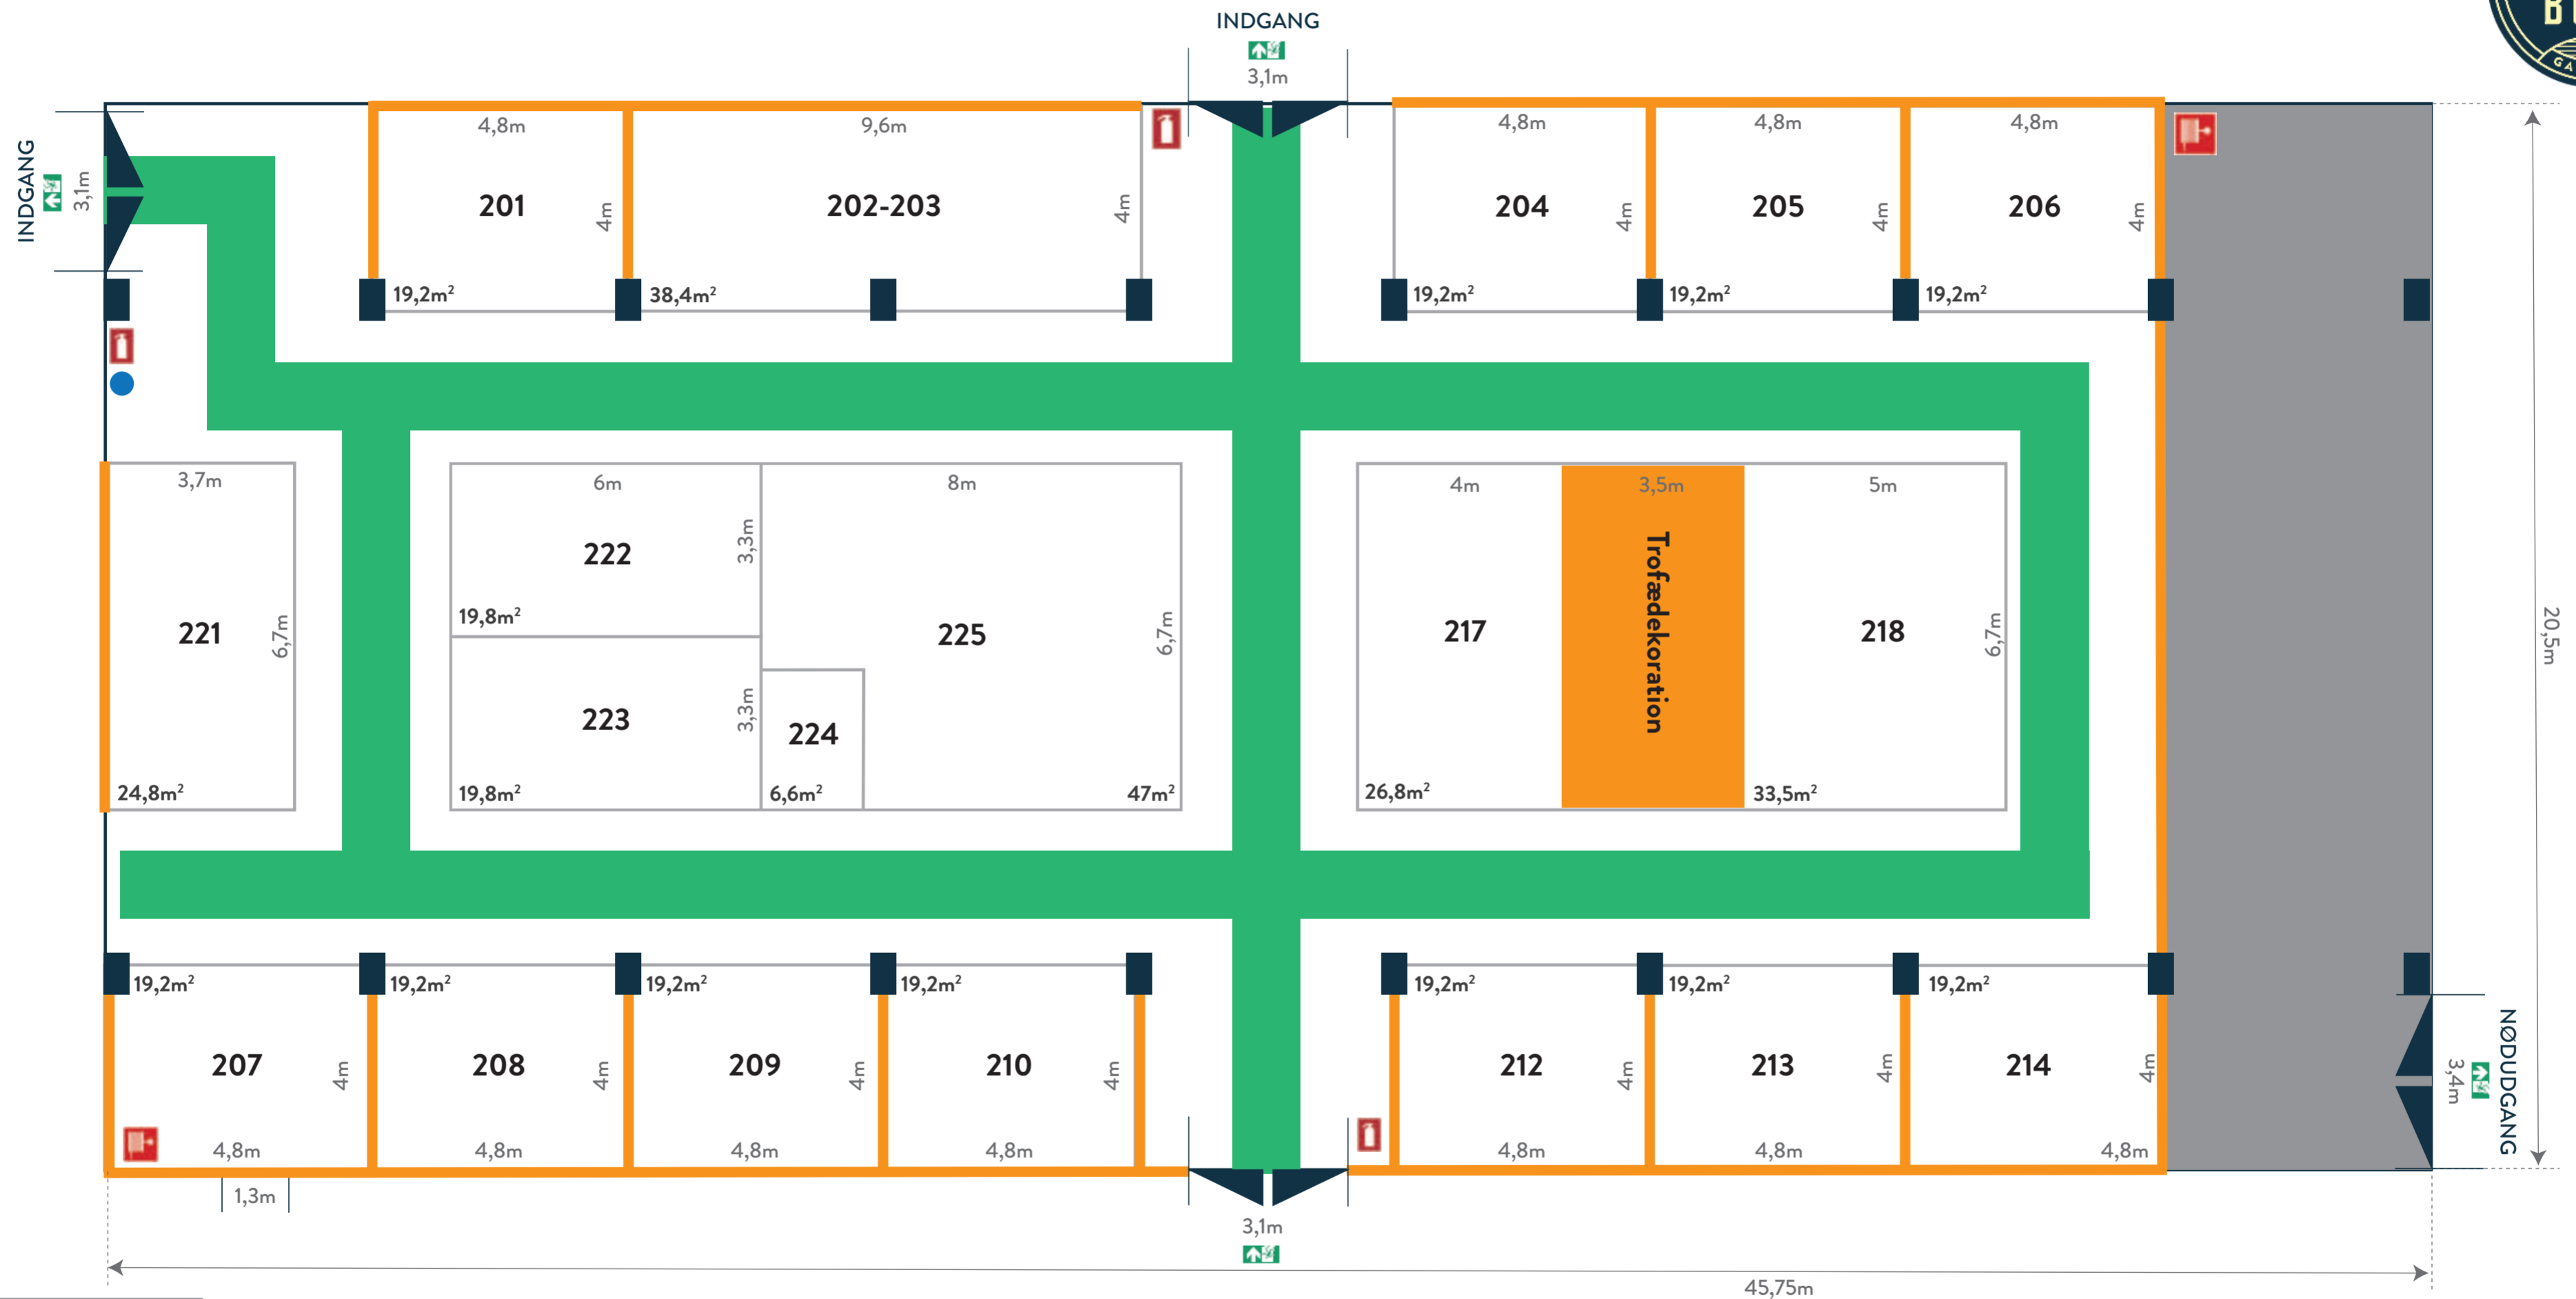 INDGANG
3,1m
INDGANG
3,1m
4,8m
9,6m
4,8m
4,8m
4,8m
201
4m
202-203
4m
204
4m
205
4m
206
4m
19,2m²
38,4m²
19,2m²
19,2m²
19,2m²
3,7m
6m
8m
4m
3,5m
5m
221
6,7m
222
3,3m
19,8m²
225
6,7m
217
Trofædekoration
218
6,7m
223
3,3m
224
24,8m²
19,8m²
6,6m²
47m²
26,8m²
33,5m²
20,5m
19,2m²
19,2m²
19,2m²
19,2m²
19,2m²
19,2m²
19,2m²
207
4m
208
4m
209
4m
210
4m
212
4m
213
4m
214
4m
4,8m
4,8m
4,8m
4,8m
4,8m
4,8m
4,8m
3,4m
NØDUDGANG
1,3m
3,1m
45,75m